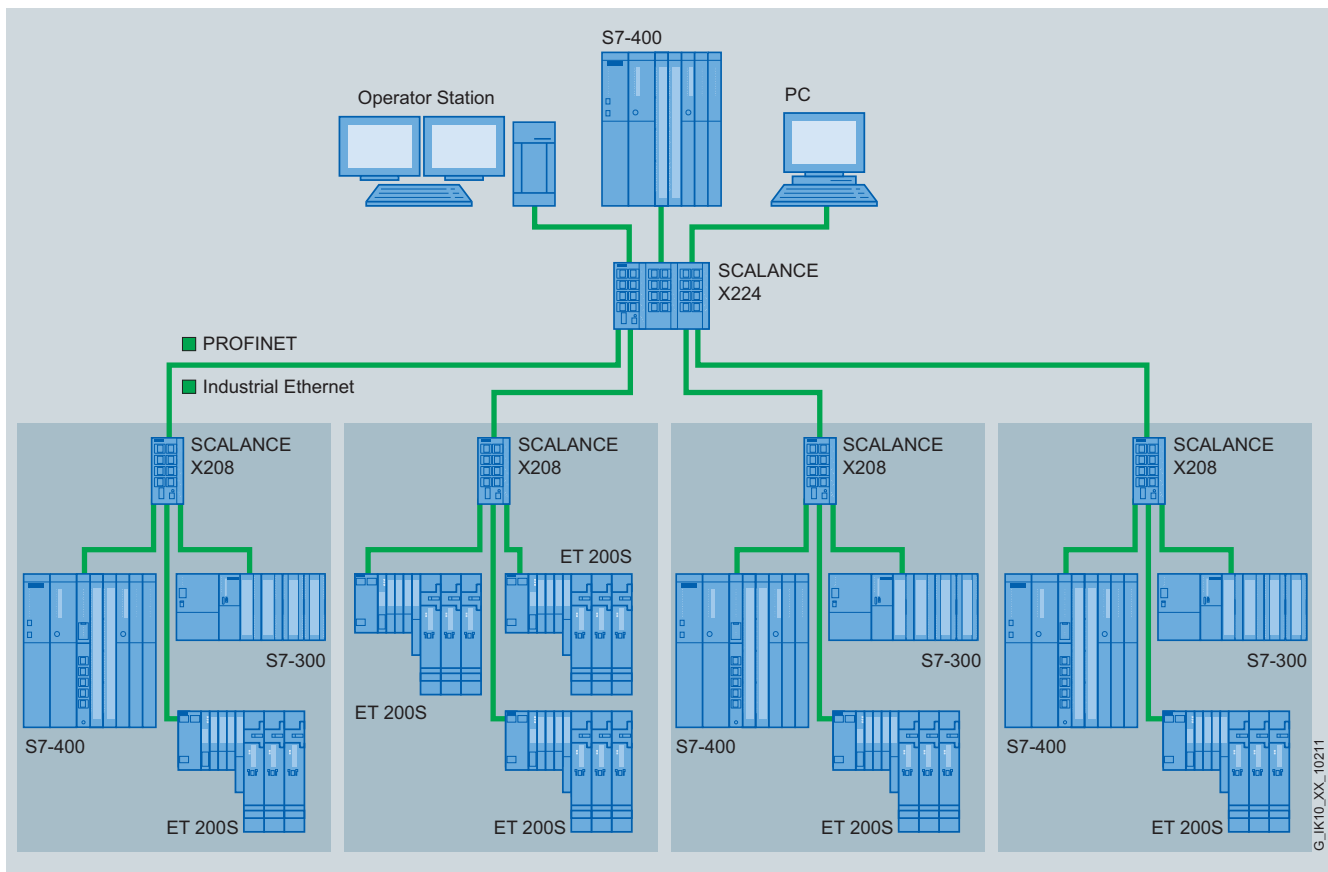 S7-400
Operator Station
PC
SCALANCE
X224
PROFINET
Industrial Ethernet
SCALANCE
X208
S7-400
S7-300
ET 200S
SCALANCE
X208
ET 200S
ET 200S
ET 200S
SCALANCE
X208
S7-400
S7-300
ET 200S
SCALANCE
X208
S7-400
S7-300
ET 200S
G_IK10_XX_10211